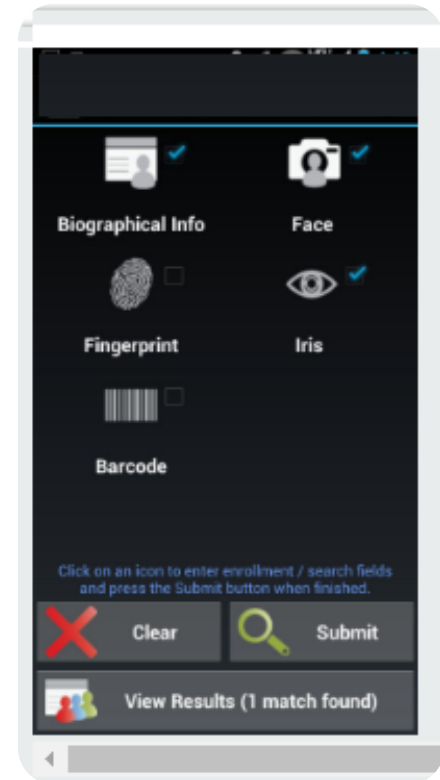 Biographical Info
Face
Fingerprint
Iris
Barcode
Click on an icon to enter enrollment / search fields
and press the Submit button when finished.
Clear
Submit
View Results (1 match found)